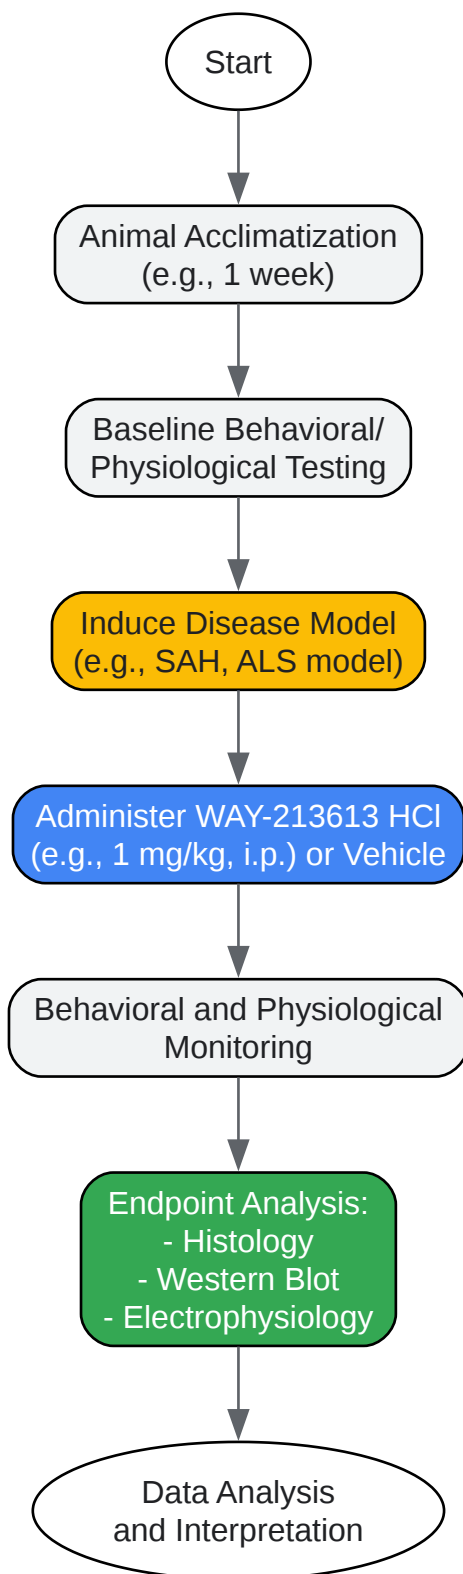 Start
Animal Acclimatization
(e.g., 1 week)
Baseline Behavioral/
Physiological Testing
Induce Disease Model
(e.g., SAH, ALS model)
Administer WAY-213613 HCl
(e.g., 1 mg/kg, i.p.) or Vehicle
Behavioral and Physiological
Monitoring
Endpoint Analysis:
- Histology
- Western Blot
- Electrophysiology
Data Analysis
and Interpretation